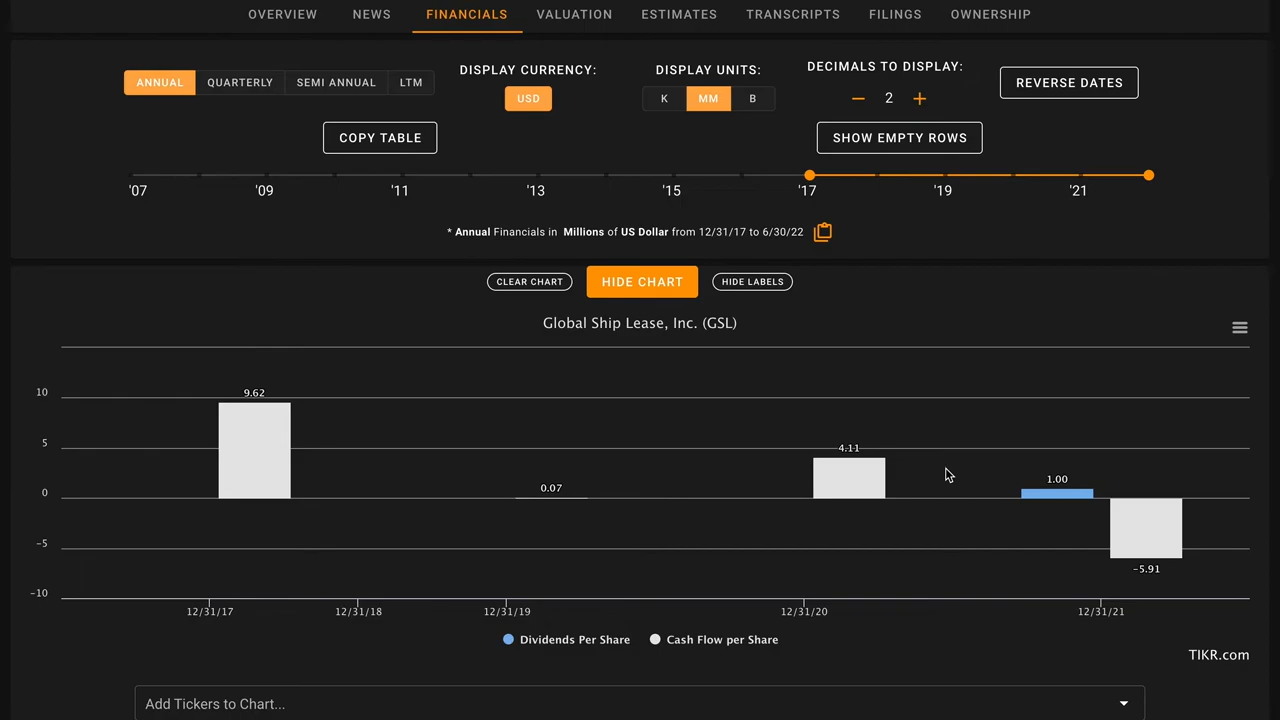 OVERVIEW NEWS FINANCIALS VALUATION ESTIMATES TRANSCRIPTS FILINGS OWNERSHIP
ANNUAL QUARTERLY SEMI ANNUAL LTM
DISPLAY CURRENCY:
USD
DISPLAY UNITS:
K MM B
DECIMALS TO DISPLAY:
− 2 +
REVERSE DATES
COPY TABLE
SHOW EMPTY ROWS
'07 '09 '11 '13 '15 '17 '19 '21
* Annual Financials in Millions of US Dollar from 12/31/17 to 6/30/22
CLEAR CHART HIDE CHART HIDE LABELS
Global Ship Lease, Inc. (GSL)
10
5
0
−5
−10
9.62
0.07
4.11
1.00
−5.91
12/31/17 12/31/18 12/31/19 12/31/20 12/31/21
Dividends Per Share Cash Flow per Share
TIKR.com
Add Tickers to Chart...